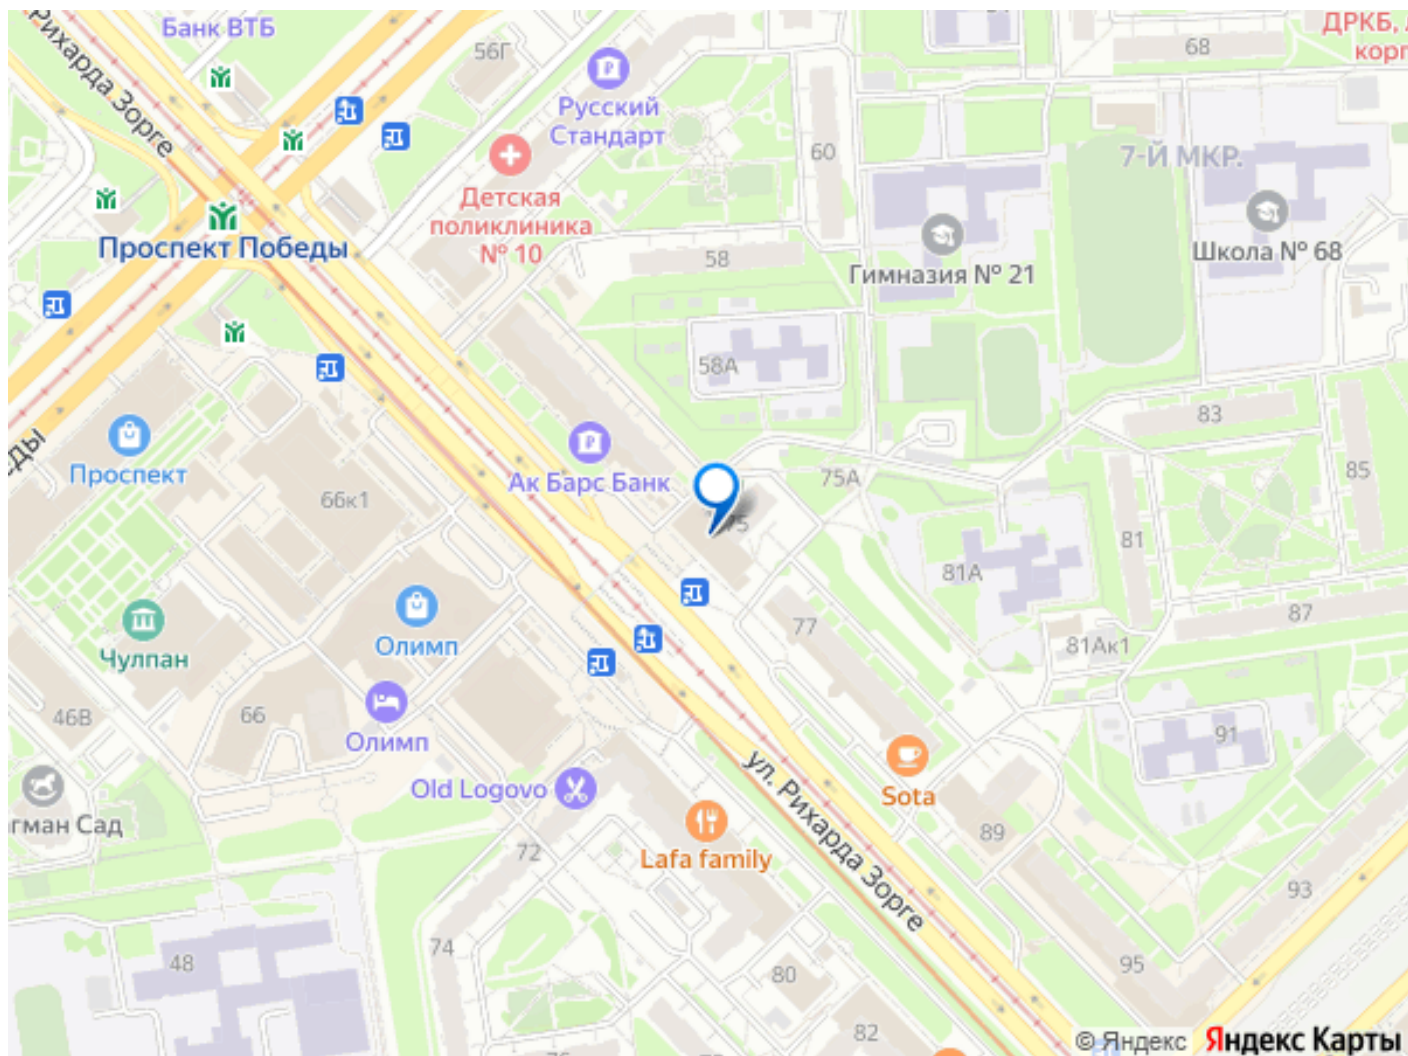 Банк ВТБ
56Г
68
ДРКБ,
Рихарда Зорге
Русский
Стандарт
60
7-Й МКР.
Детская
поликлиника
№ 10
Проспект Победы
58
Гимназия № 21
Школа № 68
58А
83
85
Проспект
66к1
Ак Барс Банк
75
75А
81
81А
87
Олимп
77
Чулпан
81Ак1
46В
66
Олимп
91
Old Logovo
Sota
ул. Рихарда Зорге
гман Сад
72
Lafa family
89
93
74
48
80
95
82
© Яндекс
Яндекс Карты